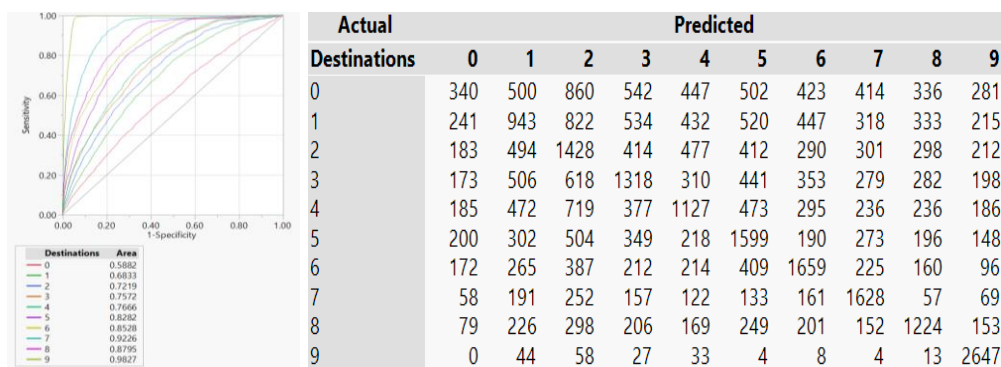 1.00
0.80
0.60
0.40
0.20
0.00
Sensitivity
0.00 0.20 0.40 0.60 0.80 1.00
1-Specificity
Destinations Area
0 0.5882
1 0.6833
2 0.7219
3 0.7572
4 0.7666
5 0.8282
6 0.8528
7 0.9226
8 0.8795
9 0.9827
Actual Predicted
Destinations 0 1 2 3 4 5 6 7 8 9
0 340 500 860 542 447 502 423 414 336 281
1 241 943 822 534 432 520 447 318 333 215
2 183 494 1428 414 477 412 290 301 298 212
3 173 506 618 1318 310 441 353 279 282 198
4 185 472 719 377 1127 473 295 236 236 186
5 200 302 504 349 218 1599 190 273 196 148
6 172 265 387 212 214 409 1659 225 160 96
7 58 191 252 157 122 133 161 1628 57 69
8 79 226 298 206 169 249 201 152 1224 153
9 0 44 58 27 33 4 8 4 13 2647